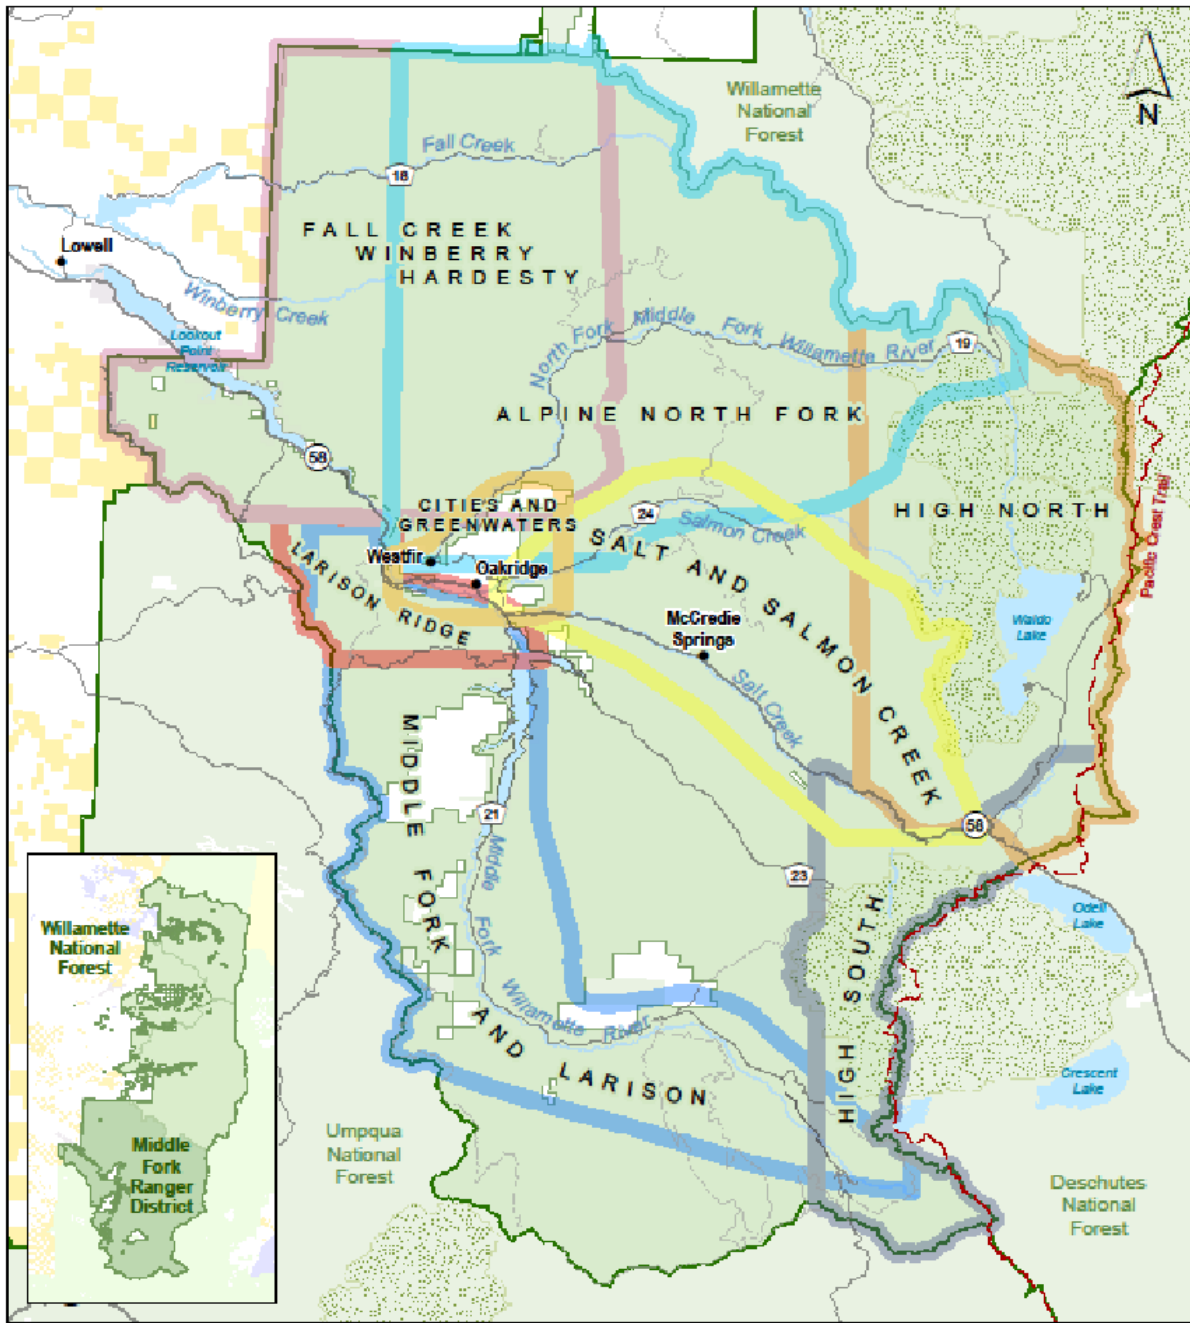 Willamette
National
Forest
N
Fall Creek
18
FALL CREEK
WINBERRY
HARDESTY
Lowell
Winberry Creek
Lookout
Point
Reservoir
North Fork Middle Fork Willamette River
19
ALPINE NORTH FORK
58
CITIES AND
GREENWATERS
24
Salmon Creek
HIGH NORTH
Pacific Crest Trail
Westfir
Oakridge
LARISON RIDGE
SALT AND SALMON CREEK
McCredie
Springs
Waldo
Lake
Salt Creek
MIDDLE FORK AND LARISON
21
Middle Fork Willamette River
58
23
HIGH SOUTH
Odell
Lake
Crescent
Lake
Willamette
National
Forest
Middle
Fork
Ranger
District
Umpqua
National
Forest
Deschutes
National
Forest